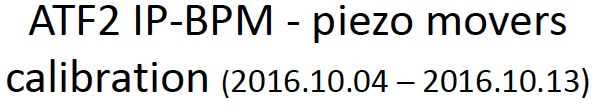 ATF2 IP-BPM - piezo movers
calibration (2016.10.04 – 2016.10.13)